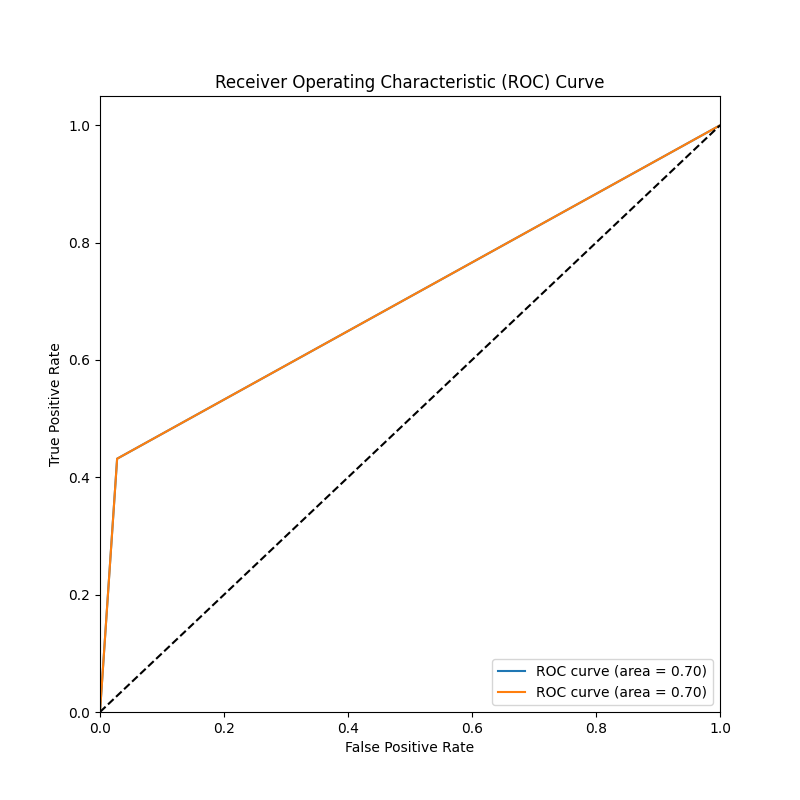 Receiver Operating Characteristic (ROC) Curve
1.0
0.8
0.6
0.4
0.2
0.0
True Positive Rate
ROC curve (area = 0.70)
ROC curve (area = 0.70)
0.0 0.2 0.4 0.6 0.8 1.0
False Positive Rate